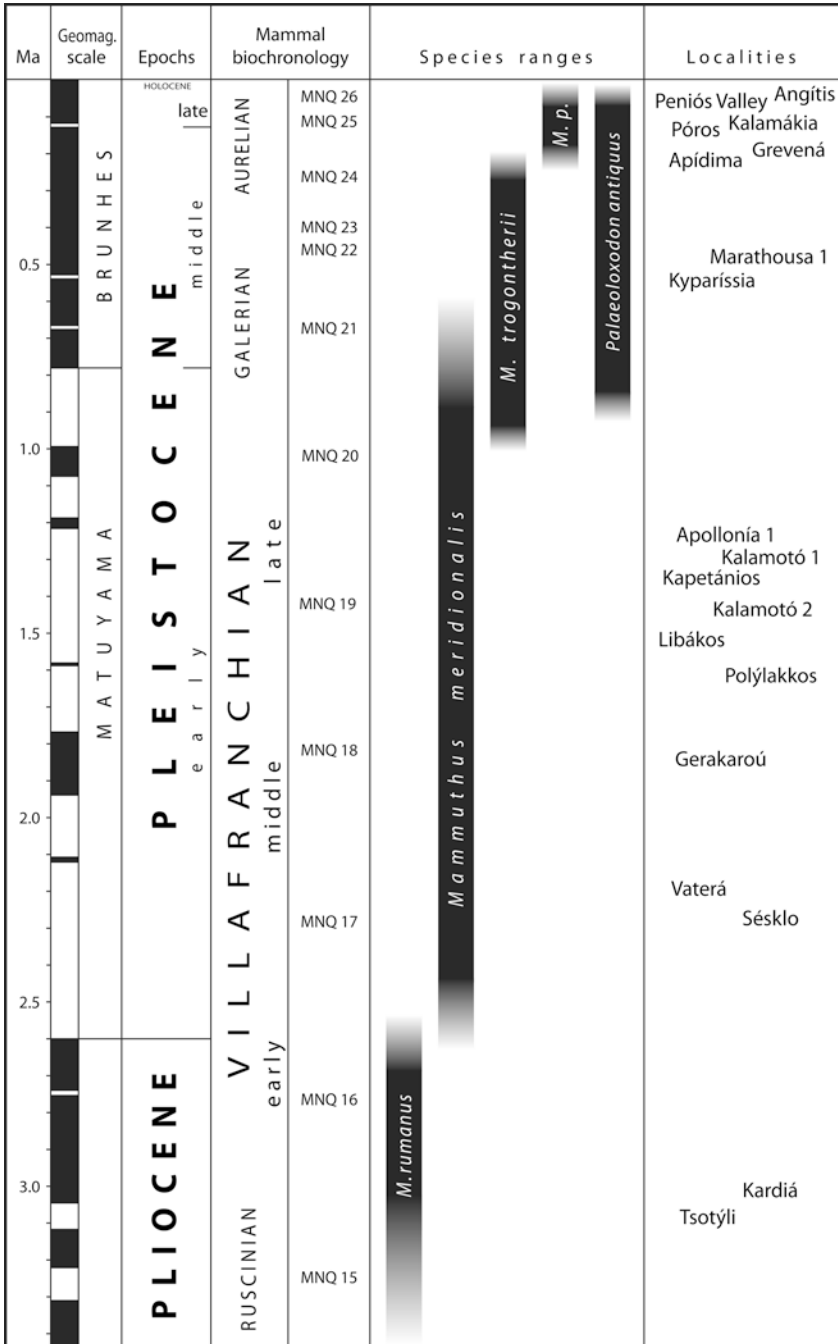 Ma
Geomag.
scale
Epochs
Mammal
biochronology
Species ranges
Localities
0.5
1.0
1.5
2.0
2.5
3.0
BRUNHES
MATUYAMA
HOLOCENE
late
middle
early
PLEISTOCENE
PLIOCENE
AURELIAN
GALERIAN
VILLAFRANCHIAN
late
middle
early
RUSCINIAN
MNQ 26
MNQ 25
MNQ 24
MNQ 23
MNQ 22
MNQ 21
MNQ 20
MNQ 19
MNQ 18
MNQ 17
MNQ 16
MNQ 15
M. rumanus
Mammuthus meridionalis
M. trogontherii
M. p.
Palaeoloxodon antiquus
Peniós Valley Angítis
Póros Kalamákia
Apídima Grevená
Marathousa 1
Kyparíssia
Apollonía 1
Kalamotó 1
Kapetánios
Kalamotó 2
Libákos
Polýlakkos
Gerakaroú
Vaterá
Sésklo
Kardiá
Tsotýli